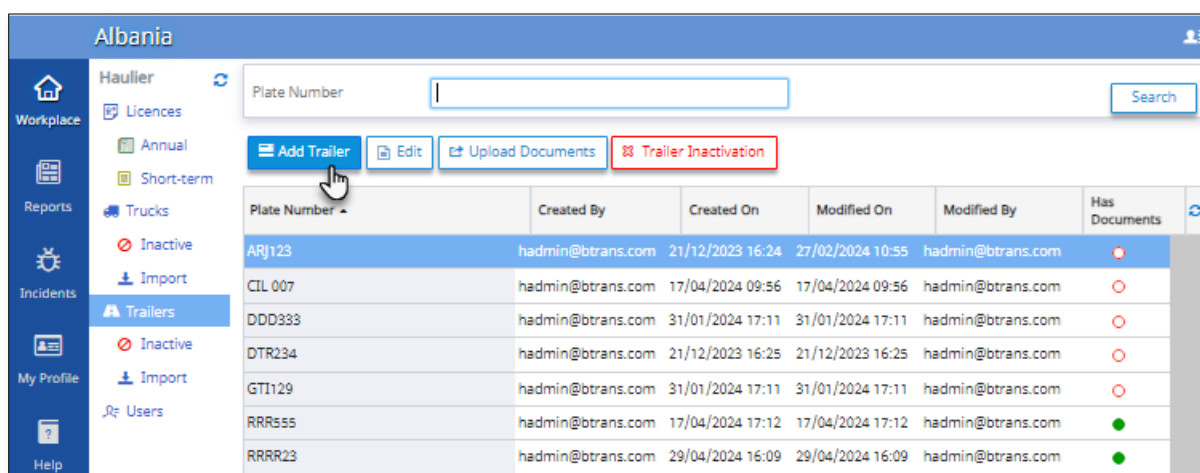 Albania
Workplace
Reports
Incidents
My Profile
Help
Haulier
Licences
Annual
Short-term
Trucks
Inactive
Import
Trailers
Inactive
Import
Users
Plate Number
Search
Add Trailer Edit Upload Documents Trailer Inactivation
Plate Number Created By Created On Modified On Modified By Has Documents
ARJ123 hadmin@btrans.com 21/12/2023 16:24 27/02/2024 10:55 hadmin@btrans.com
CIL 007 hadmin@btrans.com 17/04/2024 09:56 17/04/2024 09:56 hadmin@btrans.com
DDD333 hadmin@btrans.com 31/01/2024 17:11 31/01/2024 17:11 hadmin@btrans.com
DTR234 hadmin@btrans.com 21/12/2023 16:25 21/12/2023 16:25 hadmin@btrans.com
GTI129 hadmin@btrans.com 31/01/2024 17:11 31/01/2024 17:11 hadmin@btrans.com
RRR555 hadmin@btrans.com 17/04/2024 17:12 17/04/2024 17:12 hadmin@btrans.com
RRRR23 hadmin@btrans.com 29/04/2024 16:09 29/04/2024 16:09 hadmin@btrans.com